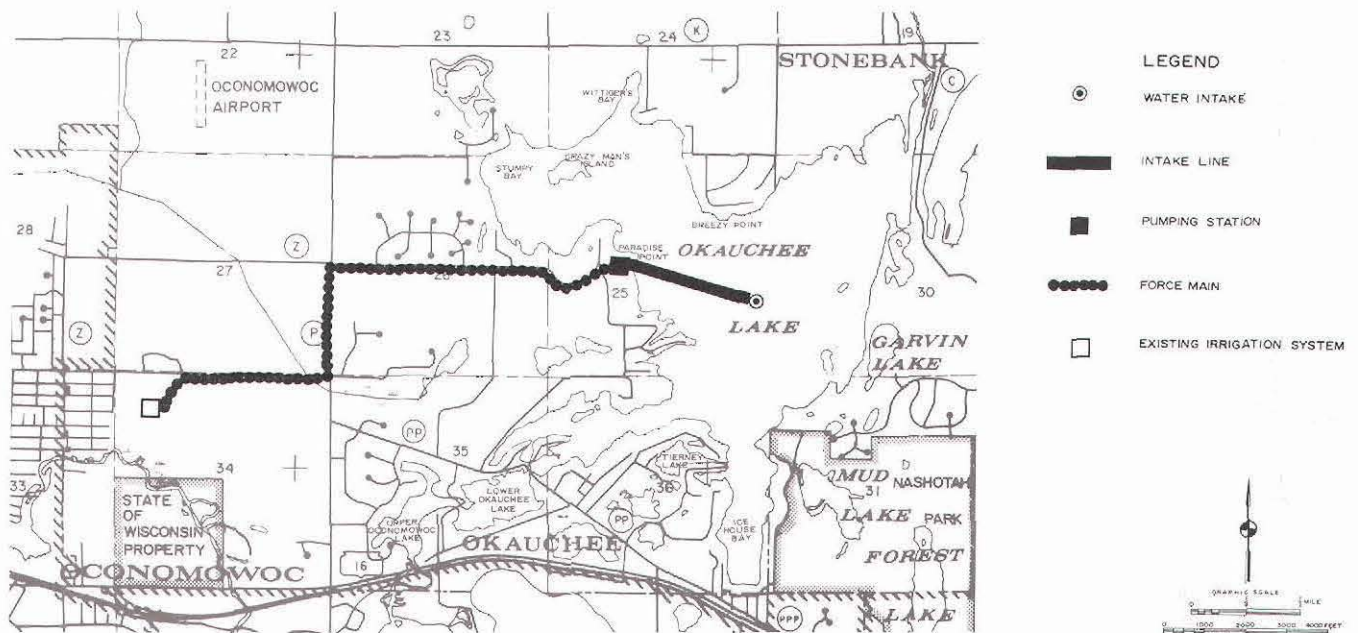 D
23
K
24
19
22
STONEBANK
C
OCONOMOWOC
AIRPORT
WITTIGER'S
BAY
CRAZY MAN'S
ISLAND
STUMPY
BAY
BREEZY POINT
28
Z
PARADISE
POINT
OKAUCHEE
27
26
25
30
Z
P
LAKE
GARVIN
LAKE
PP
35
34
TIERNEY
LAKE
36
D
MUD
NASHOTAH
31
33
STATE
OF
WISCONSIN
PROPERTY
LOWER
OKAUCHEE
LAKE
PP
ICE
HOUSE
BAY
LAKE
PARK
UPPER
OCONOMOWOC
LAKE
OKAUCHEE
FOREST
OCONOMOWOC
16
PPP
LAKE
LEGEND
WATER INTAKE
INTAKE LINE
PUMPING STATION
FORCE MAIN
EXISTING IRRIGATION SYSTEM
GRAPHIC SCALE
MILE
0 1000 2000 3000 4000 FEET